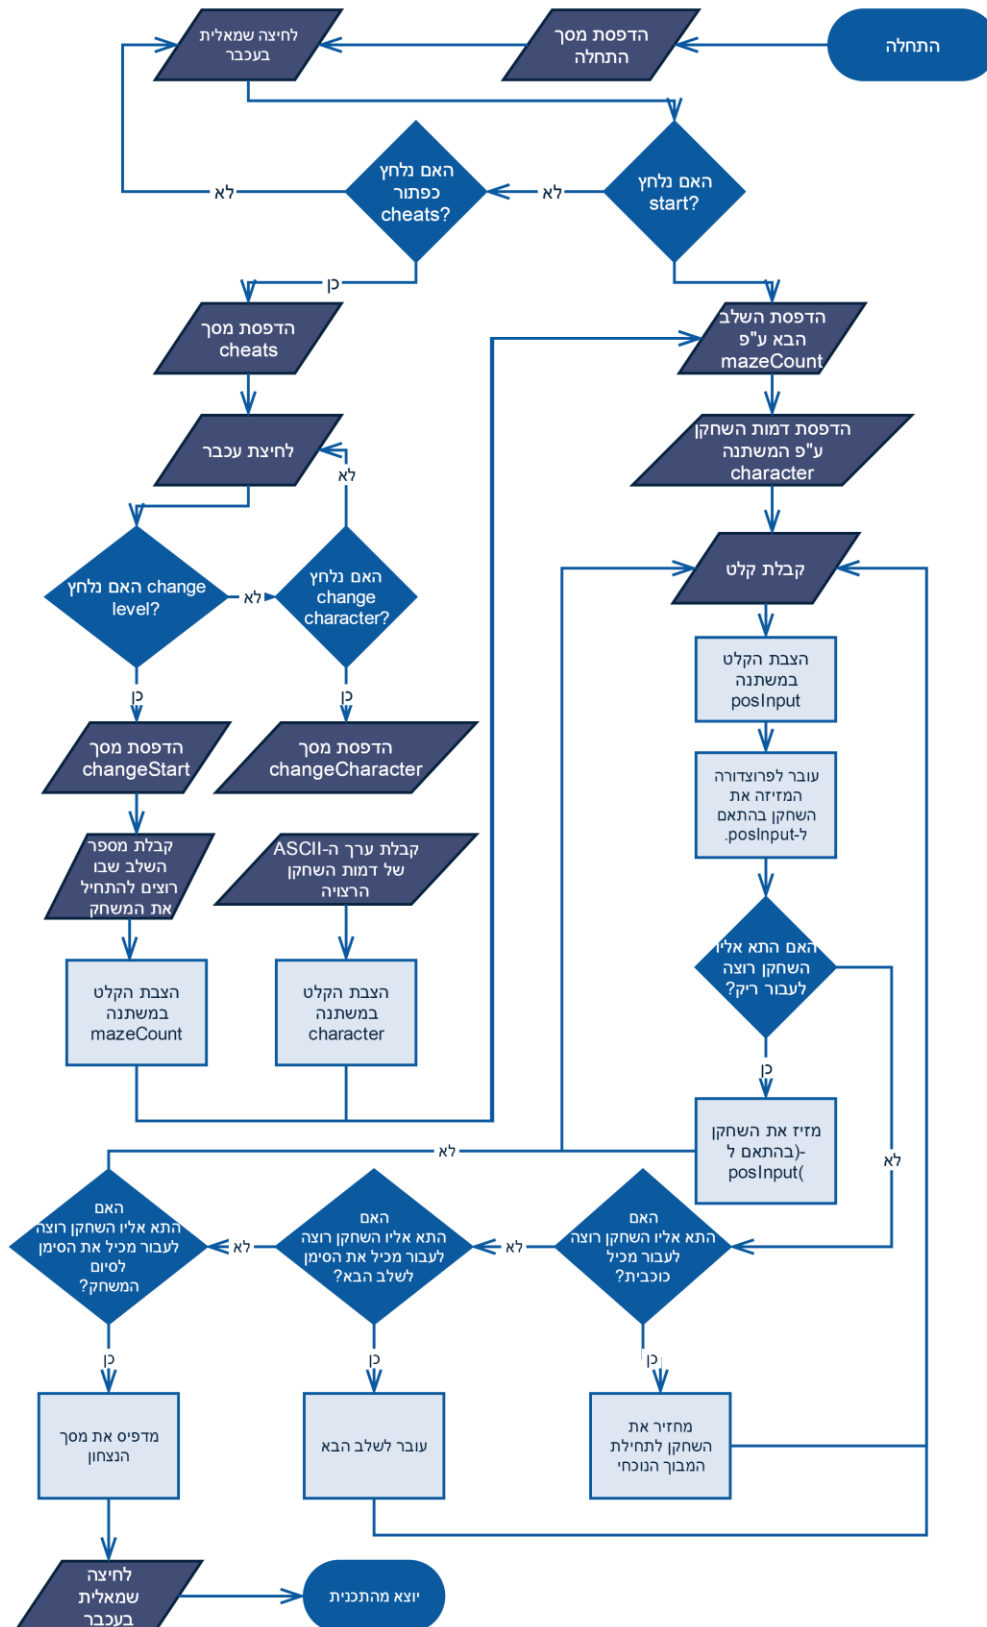 התחלה
הדפסת מסך
התחלה
לחיצה שמאלית
בעכבר
האם נלחץ
start?
לא
האם נלחץ
כפתור
cheats?
לא
כן
הדפסת מסך
cheats
הדפסת השלב
הבא ע"פ
mazeCount
לחיצת עכבר
הדפסת דמות השחקן
ע"פ המשתנה
character
לא
האם נלחץ change
level?
לא
האם נלחץ
change
character?
קבלת קלט
כן
כן
הצבת הקלט
במשתנה
posInput
הדפסת מסך
changeStart
הדפסת מסך
changeCharacter
עובר לפרוצדורה
המזיזה את
השחקן בהתאם
ל-posInput.
קבלת מספר
השלב שבו
רוצים להתחיל
את המשחק
קבלת ערך ה-ASCII
של דמות השחקן
הרצויה
האם התא אליו
השחקן רוצה
לעבור ריק?
הצבת הקלט
במשתנה
mazeCount
הצבת הקלט
במשתנה
character
כן
לא
מזיז את השחקן
(בהתאם ל-
posInput)
לא
האם
התא אליו השחקן רוצה
לעבור מכיל
כוכבית?
לא
האם
התא אליו השחקן רוצה
לעבור מכיל את הסימן
לשלב הבא?
לא
האם
התא אליו השחקן רוצה
לעבור מכיל את הסימן
לסיום
המשחק?
כן
כן
כן
מחזיר את
השחקן לתחילת
המבוך הנוכחי
עובר לשלב הבא
מדפיס את מסך
הנצחון
לחיצה
שמאלית
בעכבר
יוצא מהתכנית